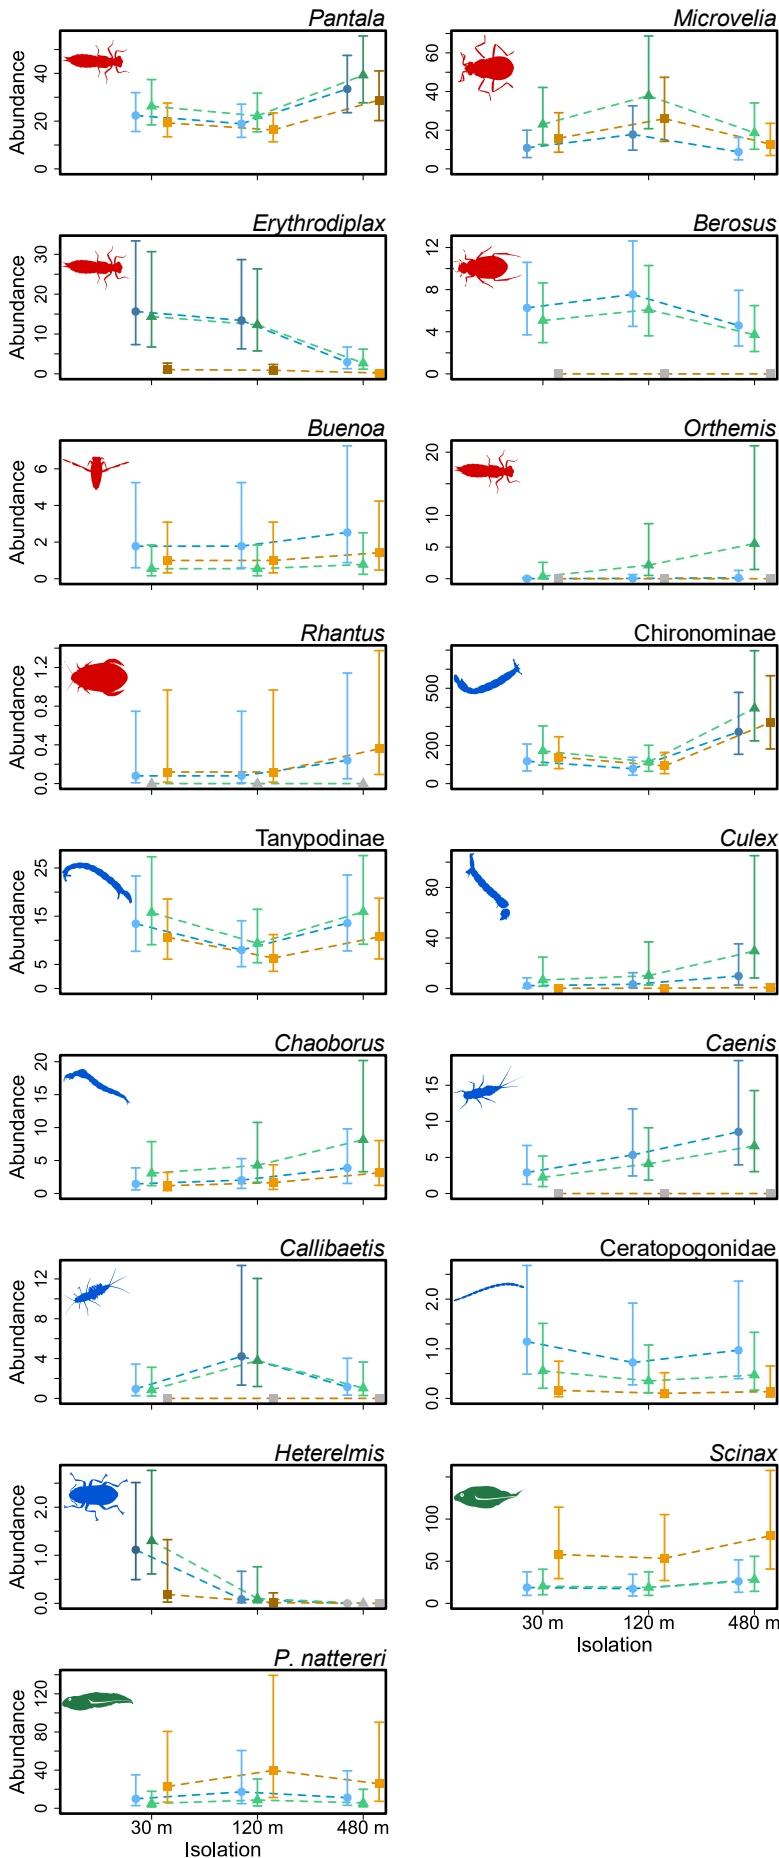 Pantala
Abundance
0 20 40
Microvelia
0 20 40 60
Erythrodiplax
Abundance
0 10 20 30
Berosus
0 4 8 12
Buenoa
Abundance
0 2 4 6
Orthemis
0 5 10 15 20
Rhantus
Abundance
0.0 0.4 0.8 1.2
Chironominae
0 200 500
Tanypodinae
Abundance
0 5 15 25
Culex
0 40 80
Chaoborus
Abundance
0 5 10 15 20
Caenis
0 5 10 15
Callibaetis
Abundance
0 4 8 12
Ceratopogonidae
0.0 1.0 2.0
Heterelmis
Abundance
0.0 1.0 2.0
Scinax
0 50 100
30 m 120 m 480 m
Isolation
P. nattereri
Abundance
0 40 80 120
30 m 120 m 480 m
Isolation